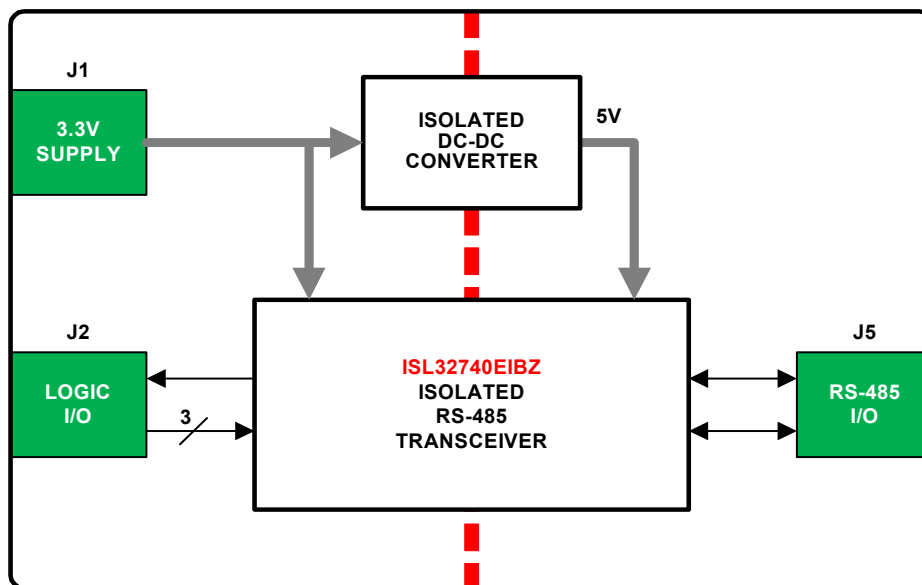 J1
3.3V
SUPPLY
ISOLATED
DC-DC
CONVERTER
5V
J2
LOGIC
I/O
3
ISL32740EIBZ
ISOLATED
RS-485
TRANSCEIVER
J5
RS-485
I/O